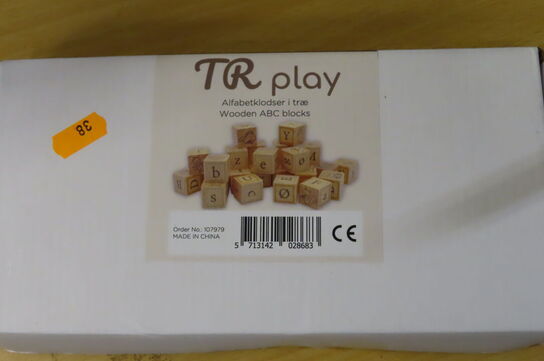 TR play
Alfabetklodser i træ
Wooden ABC blocks
38
b
z
e
Y
s
Ø
Order No.: 107979
MADE IN CHINA
5 713142 028683
CE